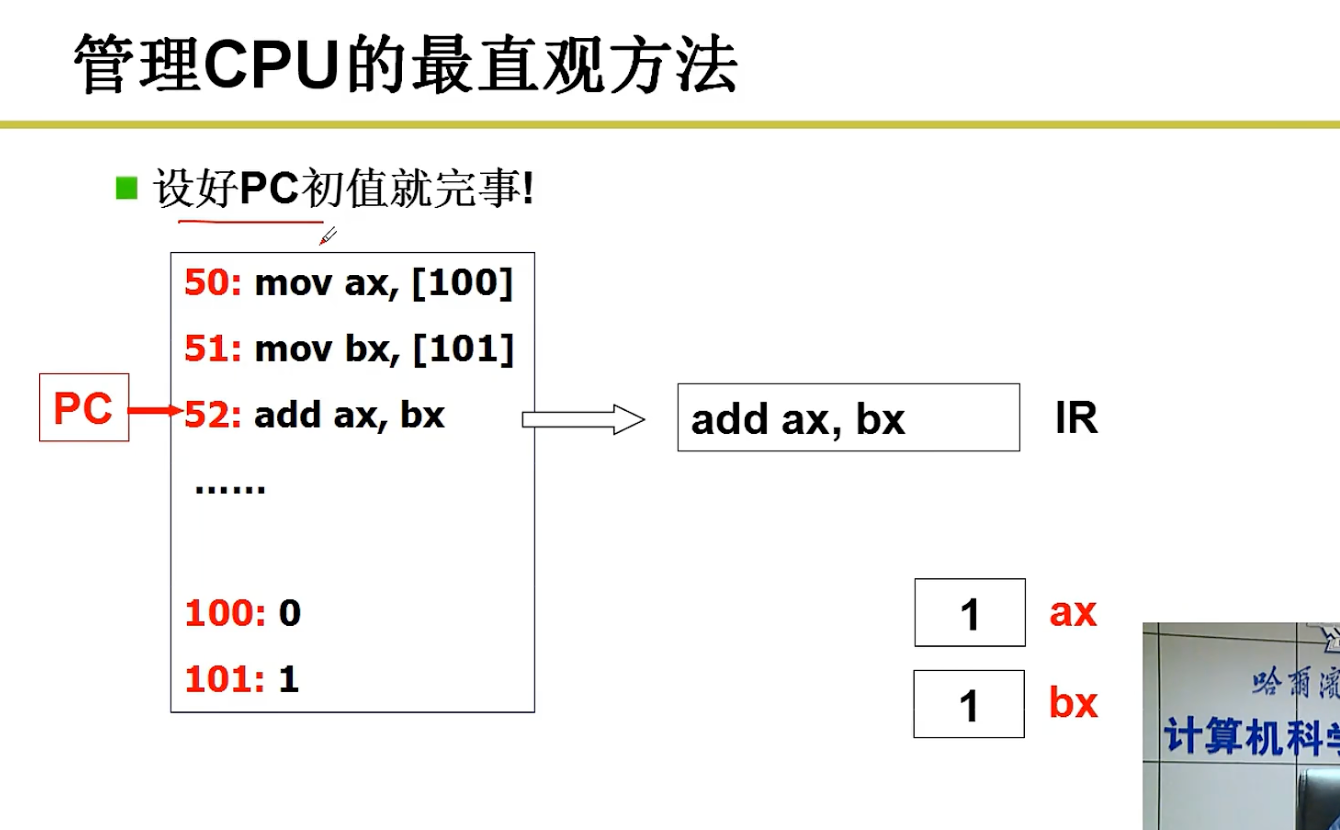 管理CPU的最直观方法
设好PC初值就完事!
50: mov ax, [100]
51: mov bx, [101]
PC
52: add ax, bx
add ax, bx
IR
......
100: 0
101: 1
1 ax
1 bx
哈爾濱
计算机科学